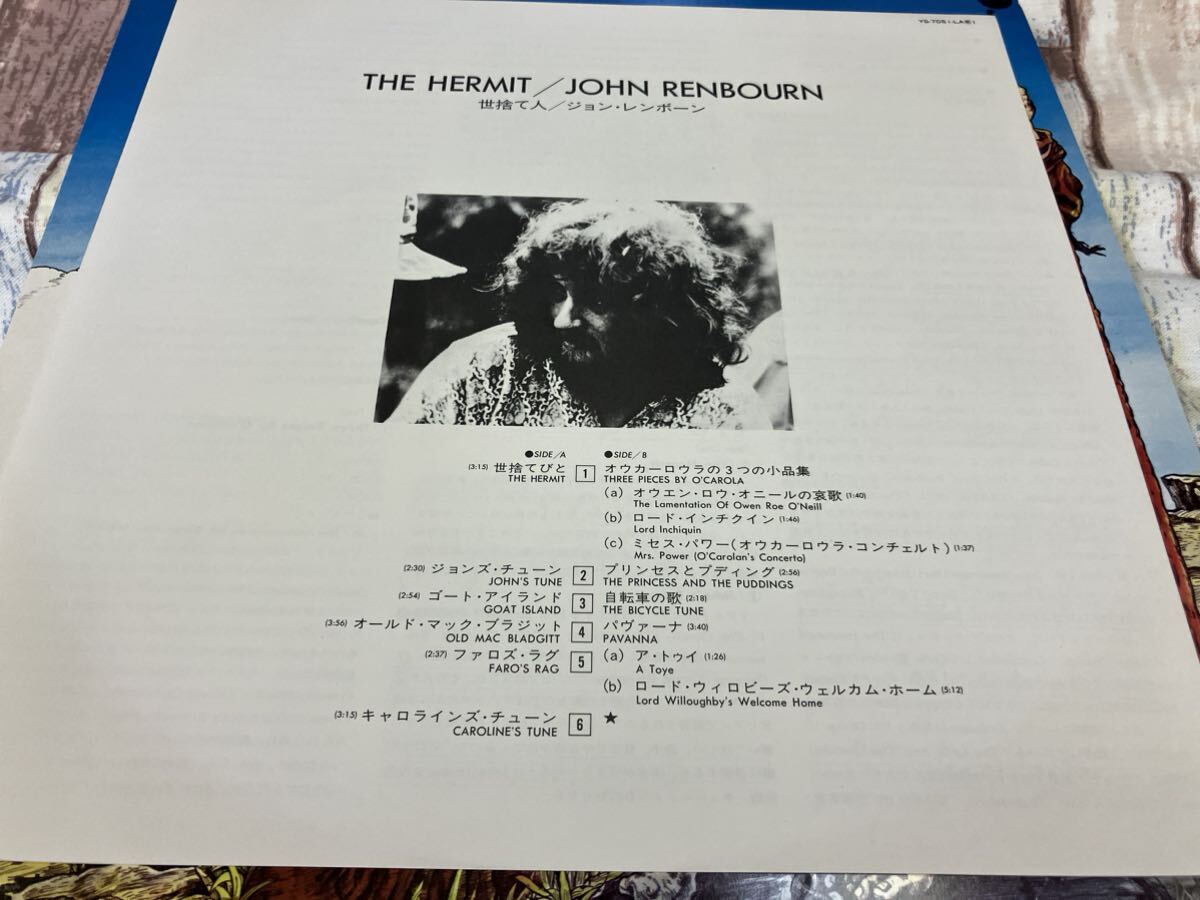 YS-7051-LA
THE HERMIT／JOHN RENBOURN
世捨て人／ジョン・レンボーン
●SIDE／A
(3:15) 世捨てびと 1
THE HERMIT
(2:30) ジョンズ・チューン 2
JOHN'S TUNE
(2:54) ゴート・アイランド 3
GOAT ISLAND
(3:56) オールド・マック・ブラジット 4
OLD MAC BLADGITT
(2:37) ファロズ・ラグ 5
FARO'S RAG
(3:15) キャロラインズ・チューン 6
CAROLINE'S TUNE
●SIDE／B
オウカーロウラの3つの小品集
THREE PIECES BY O'CAROLA
(a) オウエン・ロウ・オニールの哀歌 (1:40)
The Lamentation Of Owen Roe O'Neill
(b) ロード・インチクイン (1:46)
Lord Inchiquin
(c) ミセス・パワー(オウカーロウラ・コンチェルト) (1:37)
Mrs. Power (O'Carolan's Concerto)
プリンセスとプディング (2:56)
THE PRINCESS AND THE PUDDINGS
自転車の歌 (2:18)
THE BICYCLE TUNE
パヴァーナ (3:40)
PAVANNA
(a) ア・トゥイ (1:26)
A Toye
(b) ロード・ウィロビーズ・ウェルカム・ホーム (5:12)
Lord Willoughby's Welcome Home
★